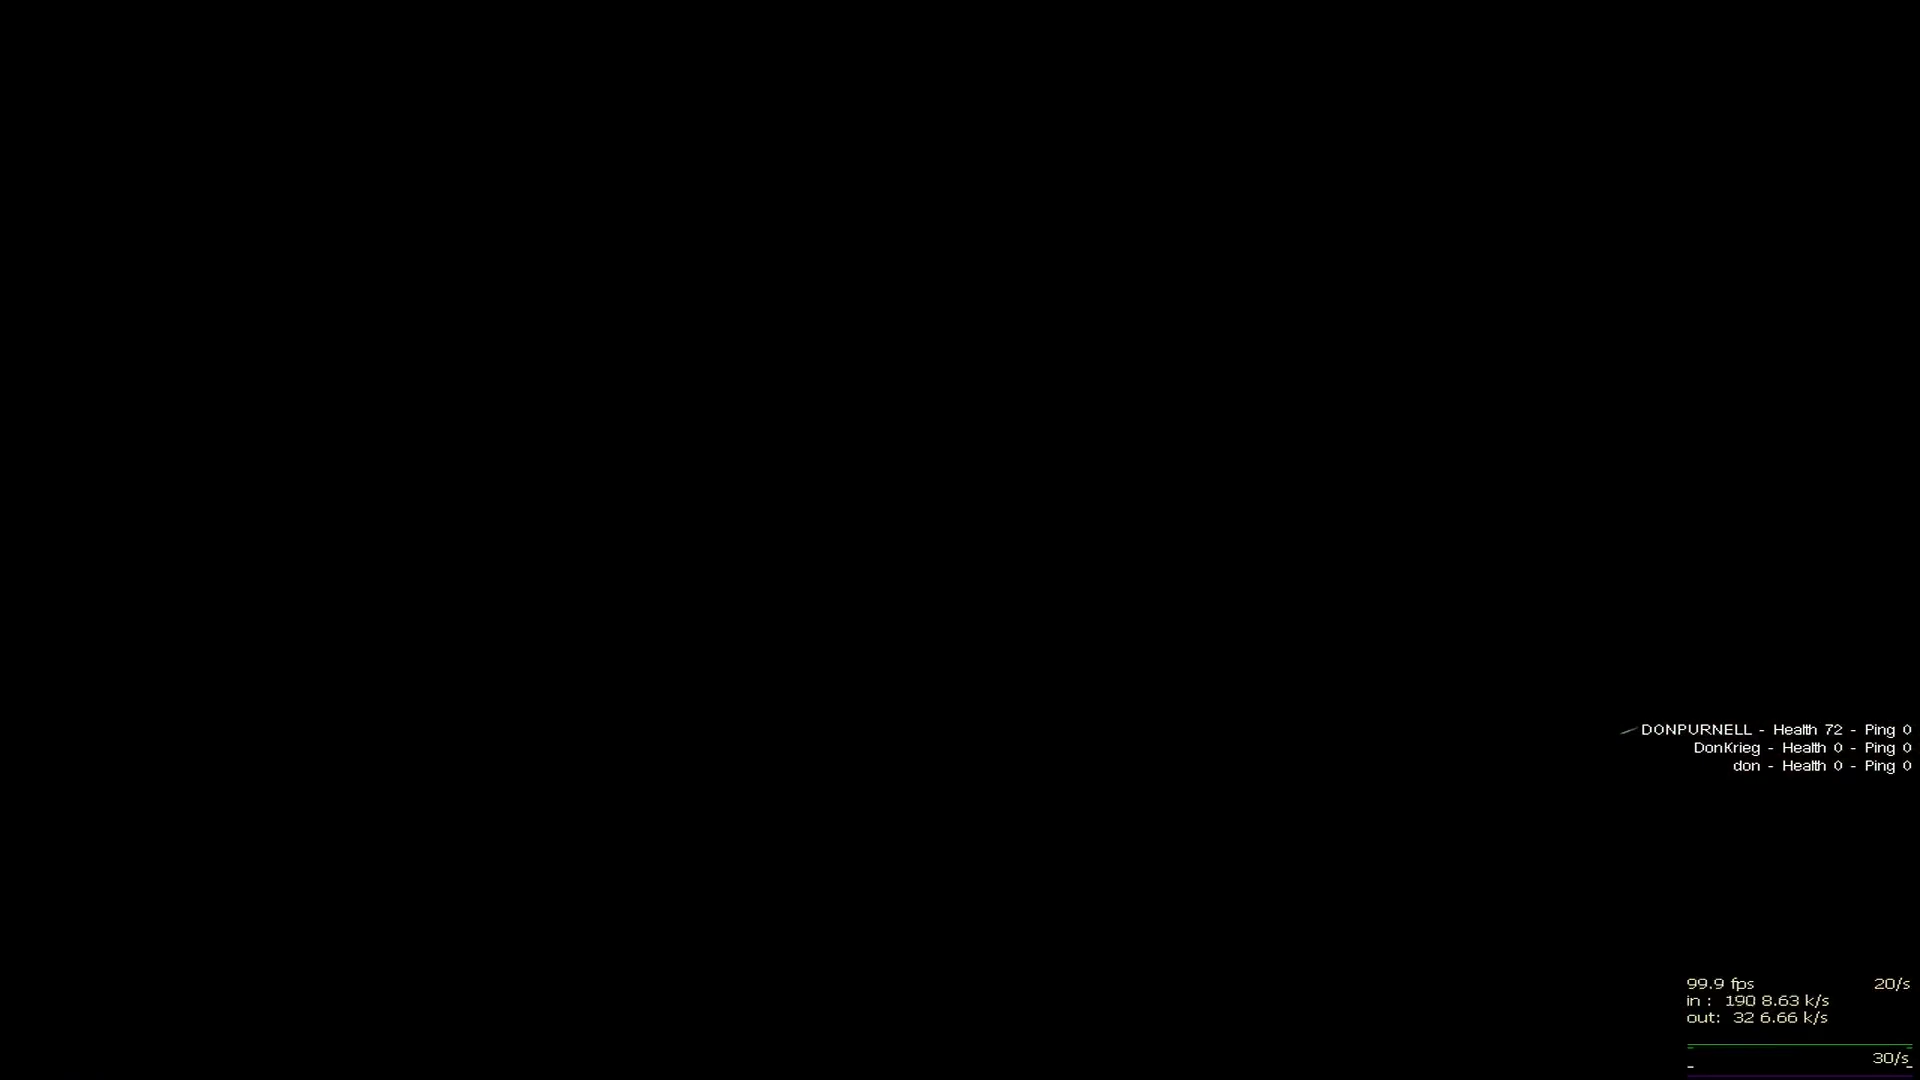 DONPURNELL - Health 72 - Ping 0
DonKrieg - Health 0 - Ping 0
don - Health 0 - Ping 0
99.9 fps 20/s
in : 190 8.63 k/s
out: 32 6.66 k/s
30/s